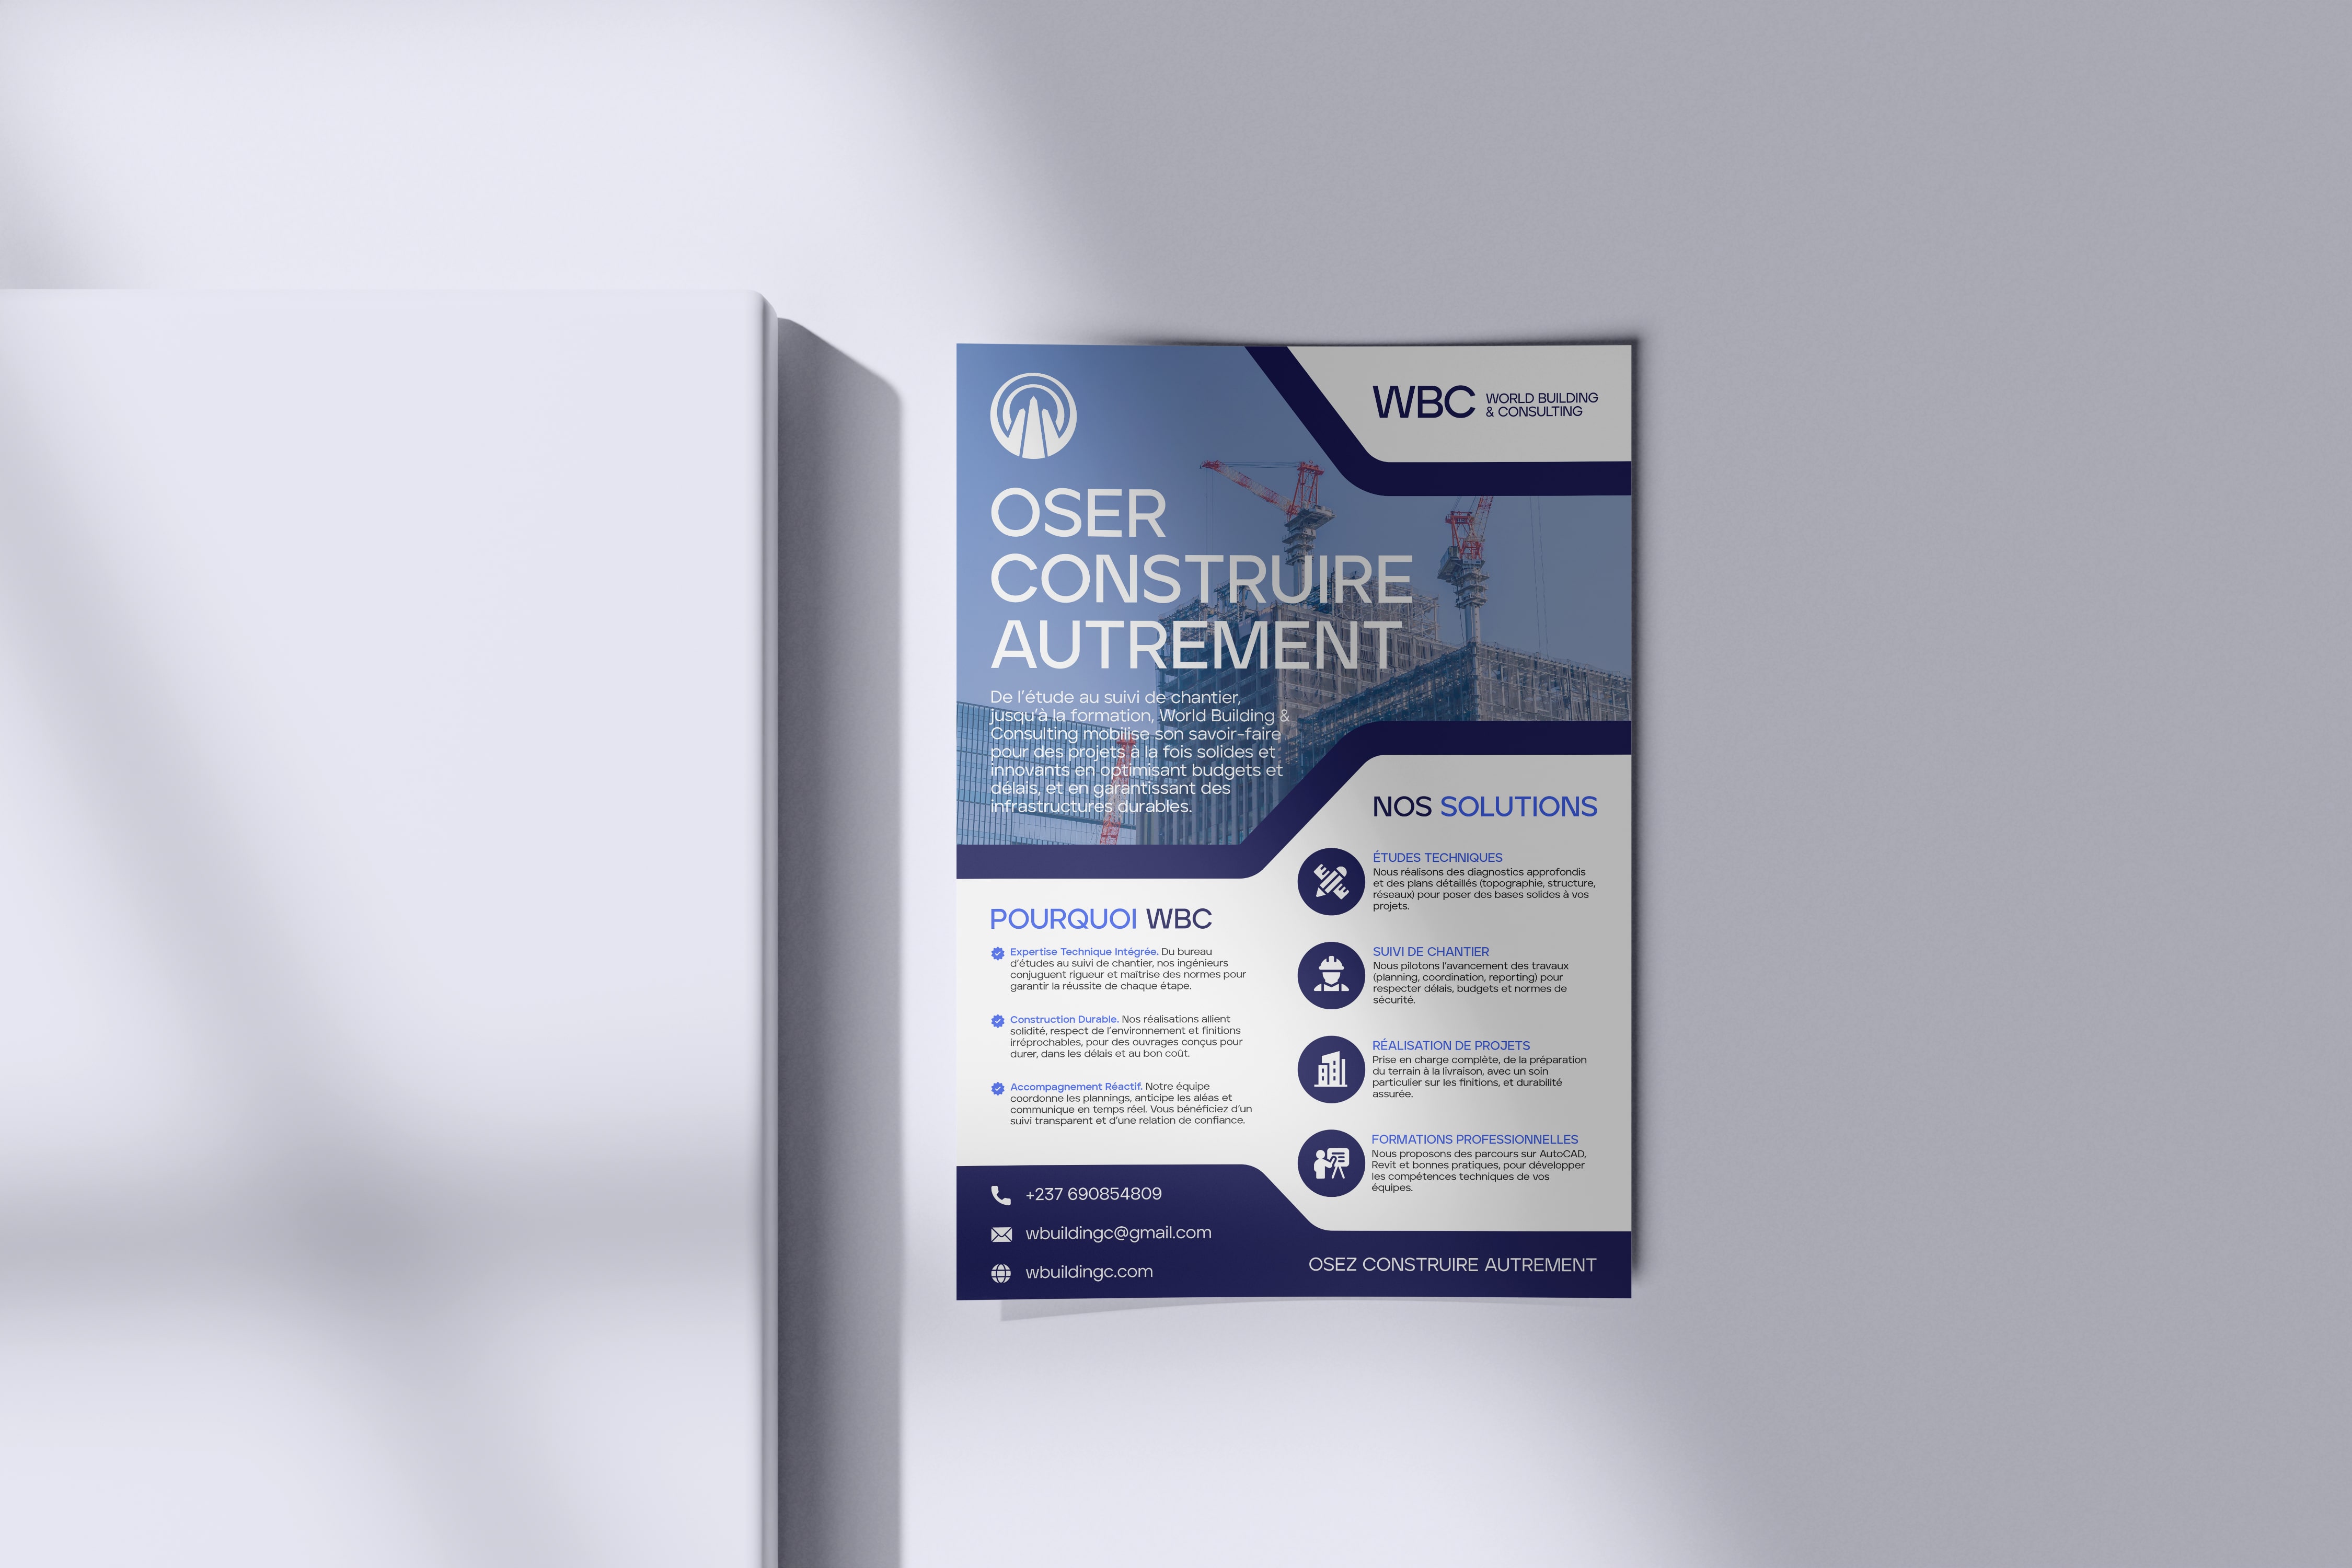 WBC WORLD BUILDING
& CONSULTING
OSER
CONSTRUIRE
AUTREMENT
De l'étude au suivi de chantier,
jusqu'à la formation, World Building &
Consulting mobilise son savoir-faire
pour des projets à la fois solides et
innovants en optimisant budgets et
délais, et en garantissant des
infrastructures durables.
POURQUOI WBC
Expertise Technique Intégrée. Du bureau
d'études au suivi de chantier, nos ingénieurs
conjuguent rigueur et maîtrise des normes pour
garantir la réussite de chaque étape.
Construction Durable. Nos réalisations allient
solidité, respect de l'environnement et finitions
irréprochables, pour des ouvrages conçus pour
durer, dans les délais et au bon coût.
Accompagnement Réactif. Notre équipe
coordonne les plannings, anticipe les aléas et
communique en temps réel. Vous bénéficiez d'un
suivi transparent et d'une relation de confiance.
NOS SOLUTIONS
ÉTUDES TECHNIQUES
Nous réalisons des diagnostics approfondis
et des plans détaillés (topographie, structure,
réseaux) pour poser des bases solides à vos
projets.
SUIVI DE CHANTIER
Nous pilotons l'avancement des travaux
(planning, coordination, reporting) pour
respecter délais, budgets et normes de
sécurité.
RÉALISATION DE PROJETS
Prise en charge complète, de la préparation
du terrain à la livraison, avec un soin
particulier sur les finitions, et durabilité
assurée.
FORMATIONS PROFESSIONNELLES
Nous proposons des parcours sur AutoCAD,
Revit et bonnes pratiques, pour développer
les compétences techniques de vos
équipes.
+237 690854809
wbuildingc@gmail.com
wbuildingc.com
OSEZ CONSTRUIRE AUTREMENT